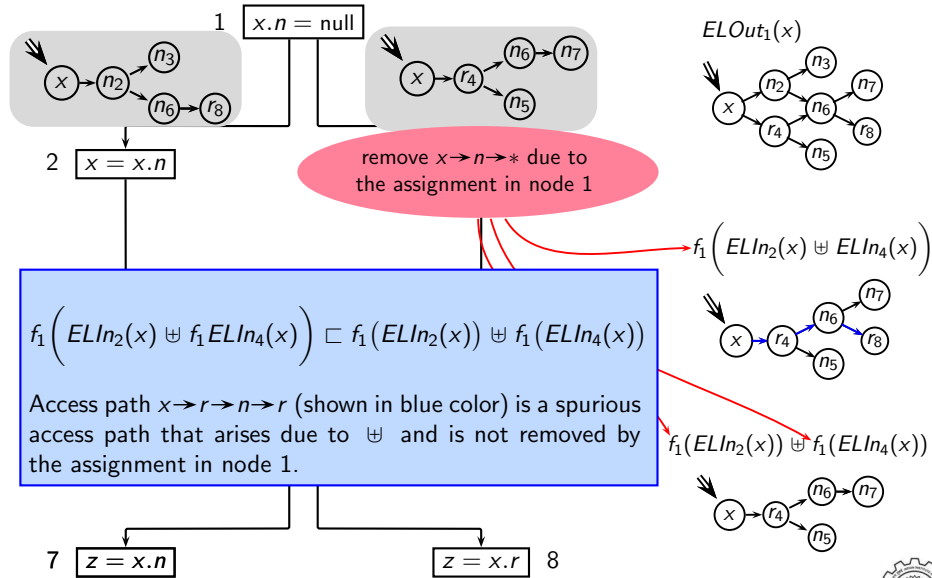 1
x.n = null
x
n2
n3
n6
r8
x
r4
n6
n7
n5
ELOut1(x)
x
n2
n3
r4
n6
n7
r8
n5
2
x = x.n
remove x→n→∗ due to
the assignment in node 1
f1(ELIn2(x) ⊎ ELIn4(x))
x
r4
n6
n7
r8
n5
f1(ELIn2(x) ⊎ f1ELIn4(x)) ⊏ f1(ELIn2(x)) ⊎ f1(ELIn4(x))
Access path x→r→n→r (shown in blue color) is a spurious
access path that arises due to ⊎ and is not removed by
the assignment in node 1.
f1(ELIn2(x)) ⊎ f1(ELIn4(x))
x
r4
n6
n7
n5
7
z = x.n
z = x.r
8